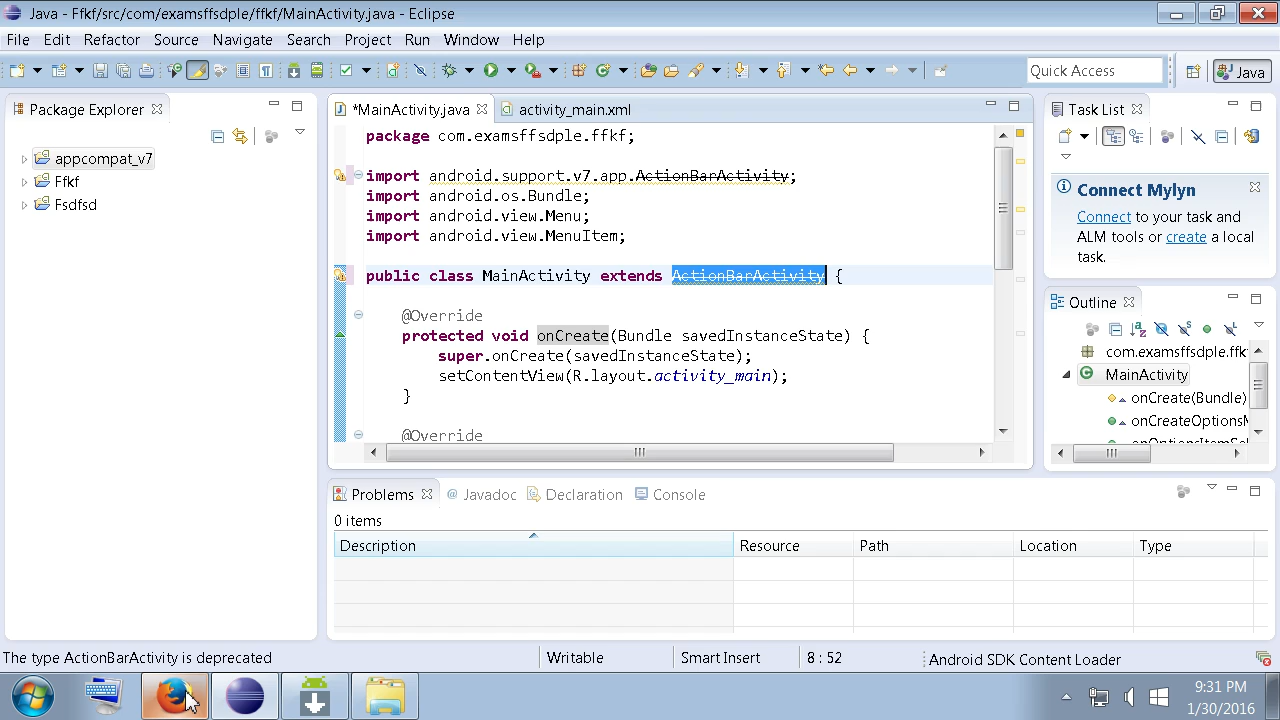 Java - Ffkf/src/com/examsffsdple/ffkf/MainActivity.java - Eclipse
File Edit Refactor Source Navigate Search Project Run Window Help
Quick Access
Java
Package Explorer
appcompat_v7
Ffkf
Fsdfsd
*MainActivity.java
activity_main.xml
package com.examsffsdple.ffkf;
import android.support.v7.app.ActionBarActivity;
import android.os.Bundle;
import android.view.Menu;
import android.view.MenuItem;
public class MainActivity extends ActionBarActivity {
@Override
protected void onCreate(Bundle savedInstanceState) {
super.onCreate(savedInstanceState);
setContentView(R.layout.activity_main);
}
@Override
Task List
Connect Mylyn
Connect to your task and
ALM tools or create a local
task.
Outline
com.examsffsdple.ffkf
MainActivity
onCreate(Bundle)
onCreateOptionsM
Problems @ Javadoc Declaration Console
0 items
Description Resource Path Location Type
The type ActionBarActivity is deprecated
Writable
Smart Insert
8 : 52
Android SDK Content Loader
9:31 PM
1/30/2016